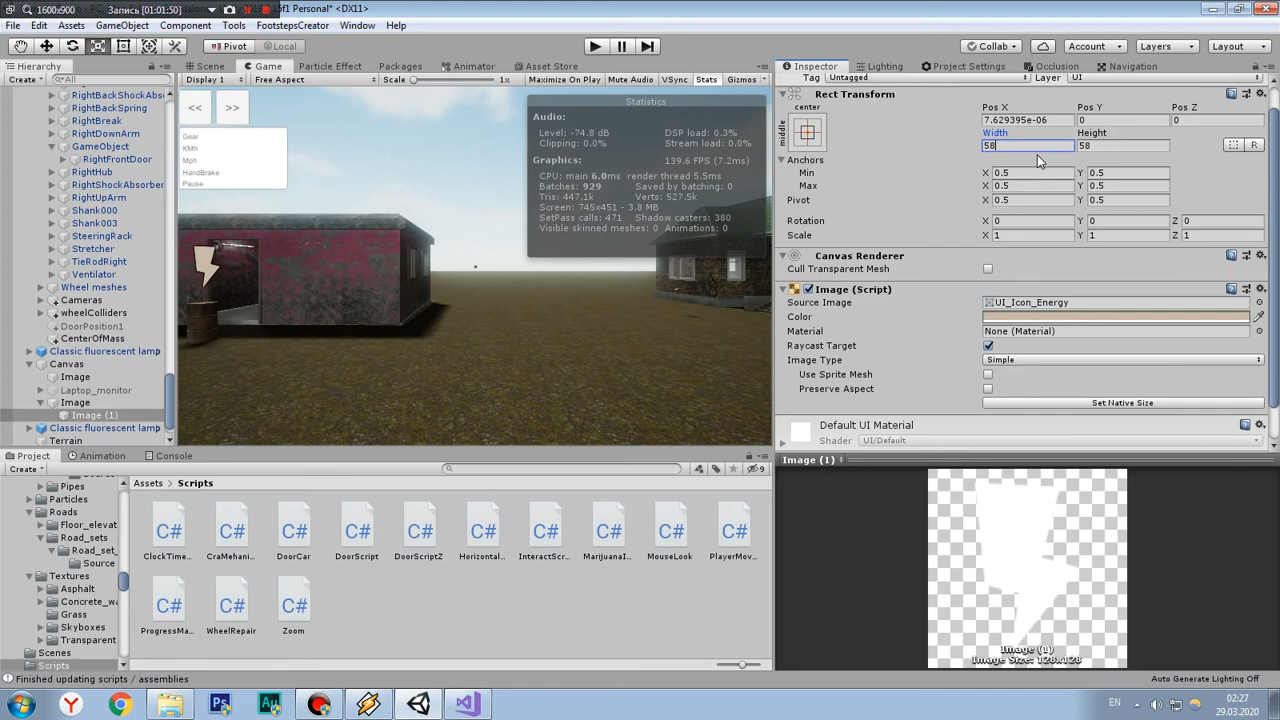 1600x900
Запись [01:01:50]
5f1 Personal* <DX11>
File Edit Assets GameObject Component Tools FootstepsCreator Window Help
Pivot Local
Collab Account Layers Layout
Hierarchy Scene Game Particle Effect Packages Animator Asset Store
Create All
Display 1 Free Aspect Scale 1x Maximize On Play Mute Audio VSync Stats Gizmos
RightBackShockAbs
RightBackSpring
RightBreak
RightDownArm
GameObject
RightFrontDoor
RightHub
RightShockAbsorber
RightUpArm
Shank000
Shank000
SteeringRack
Stretcher
TieRodRight
Ventilator
Wheel meshes
Cameras
wheelColliders
DoorPosition1
CenterOfMass
Classic fluorescent lamp
Canvas
Image
Laptop_monitor
Image
Image (1)
Classic fluorescent lamp
Terrain
<< >>
Gear
KMh
Mph
HandBrake
Pause
Statistics
Audio:
Level: -74.8 dB DSP load: 0.3%
Clipping: 0.0% Stream load: 0.0%
Graphics: 139.6 FPS (7.2ms)
CPU: main 6.0ms render thread 5.5ms
Batches: 929 Saved by batching: 0
Tris: 447.1k Verts: 527.5k
Screen: 745x451 - 3.8 MB
SetPass calls: 471 Shadow casters: 380
Visible skinned meshes: 0 Animations: 0
Inspector Lighting Project Settings Occlusion Navigation
Tag Untagged Layer UI
Rect Transform
center
middle
Pos X Pos Y Pos Z
7.629395e-06 0 0
Width Height
58 58
R
Anchors
Min X 0.5 Y 0.5
Max X 0.5 Y 0.5
Pivot X 0.5 Y 0.5
Rotation X 0 Y 0 Z 0
Scale X 1 Y 1 Z 1
Canvas Renderer
Cull Transparent Mesh
Image (Script)
Source Image UI_Icon_Energy
Color
Material None (Material)
Raycast Target
Image Type Simple
Use Sprite Mesh
Preserve Aspect
Set Native Size
Default UI Material
Shader UI/Default
Image (1)
Image (1)
Image Size: 128x128
Project Animation Console
Create 9
Pipes
Particles
Roads
Floor_elevat
Road_sets
Road_set_
Source
Textures
Asphalt
Concrete_wa
Grass
Skyboxes
Transparent
Scenes
Scripts
Assets Scripts
C# C# C# C# C# C# C# C# C# C#
ClockTime... CraMehani... DoorCar DoorScript DoorScriptZ Horizontal... InteractScr... MarijuanaI... MouseLook PlayerMov...
C# C# C#
ProgressMa... WheelRepair Zoom
Finished updating scripts / assemblies
Auto Generate Lighting Off
Y Ps Au
EN
02:27
29.03.2020